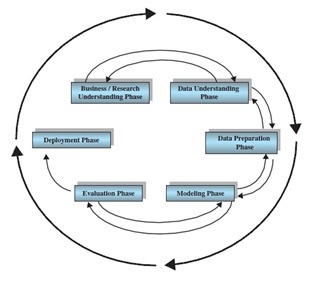 Business / Research
Understanding Phase
Data Understanding
Phase
Deployment Phase
Data Preparation
Phase
Evaluation Phase
Modeling Phase